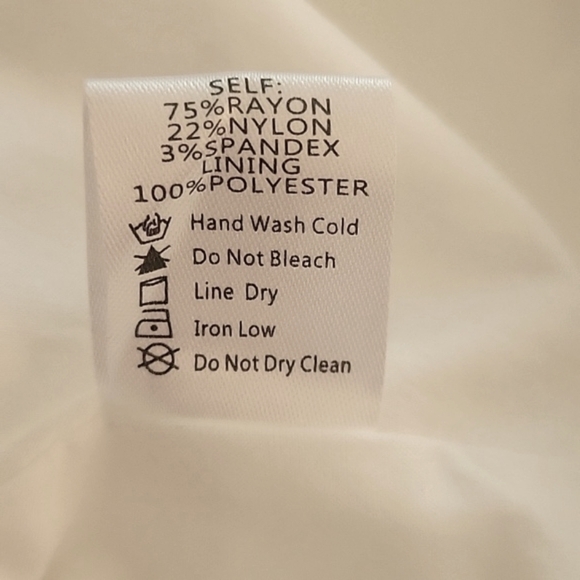 SELF:
75%RAYON
22%NYLON
3%SPANDEX
LINING
100%POLYESTER
Hand Wash Cold
Do Not Bleach
Line Dry
Iron Low
Do Not Dry Clean